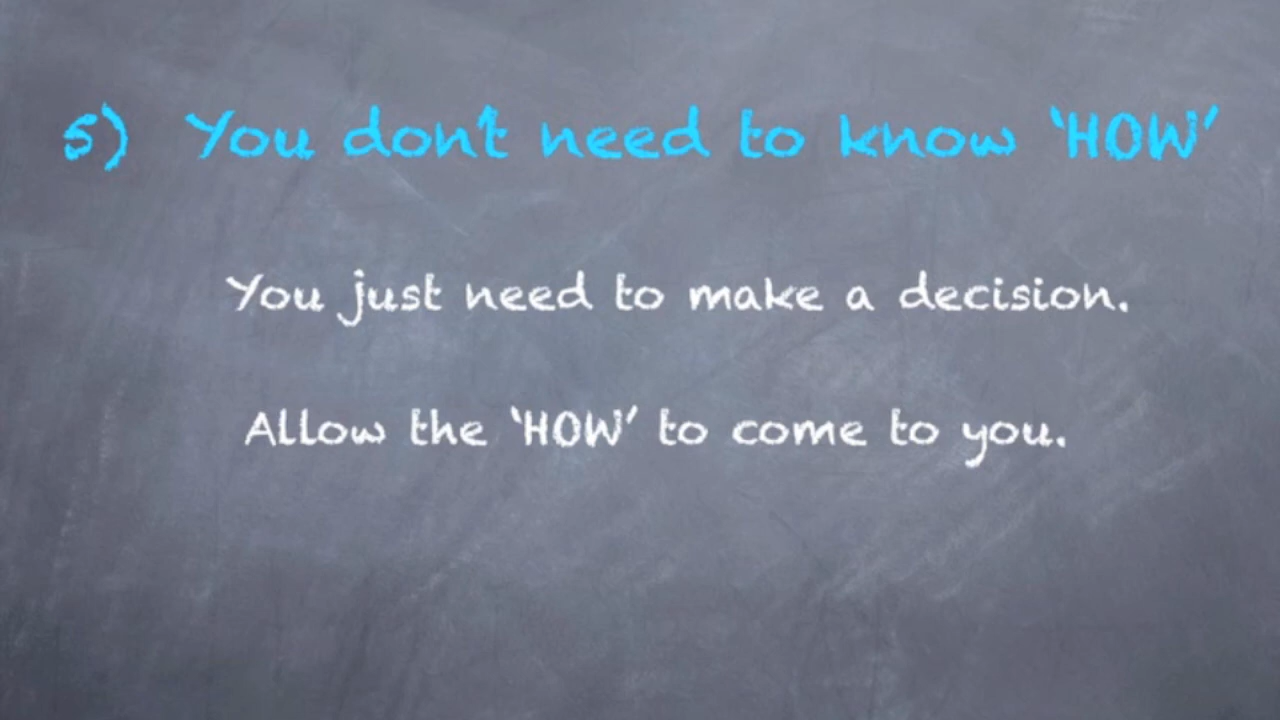 5) You don't need to know 'HOW'
You just need to make a decision.
Allow the 'HOW' to come to you.